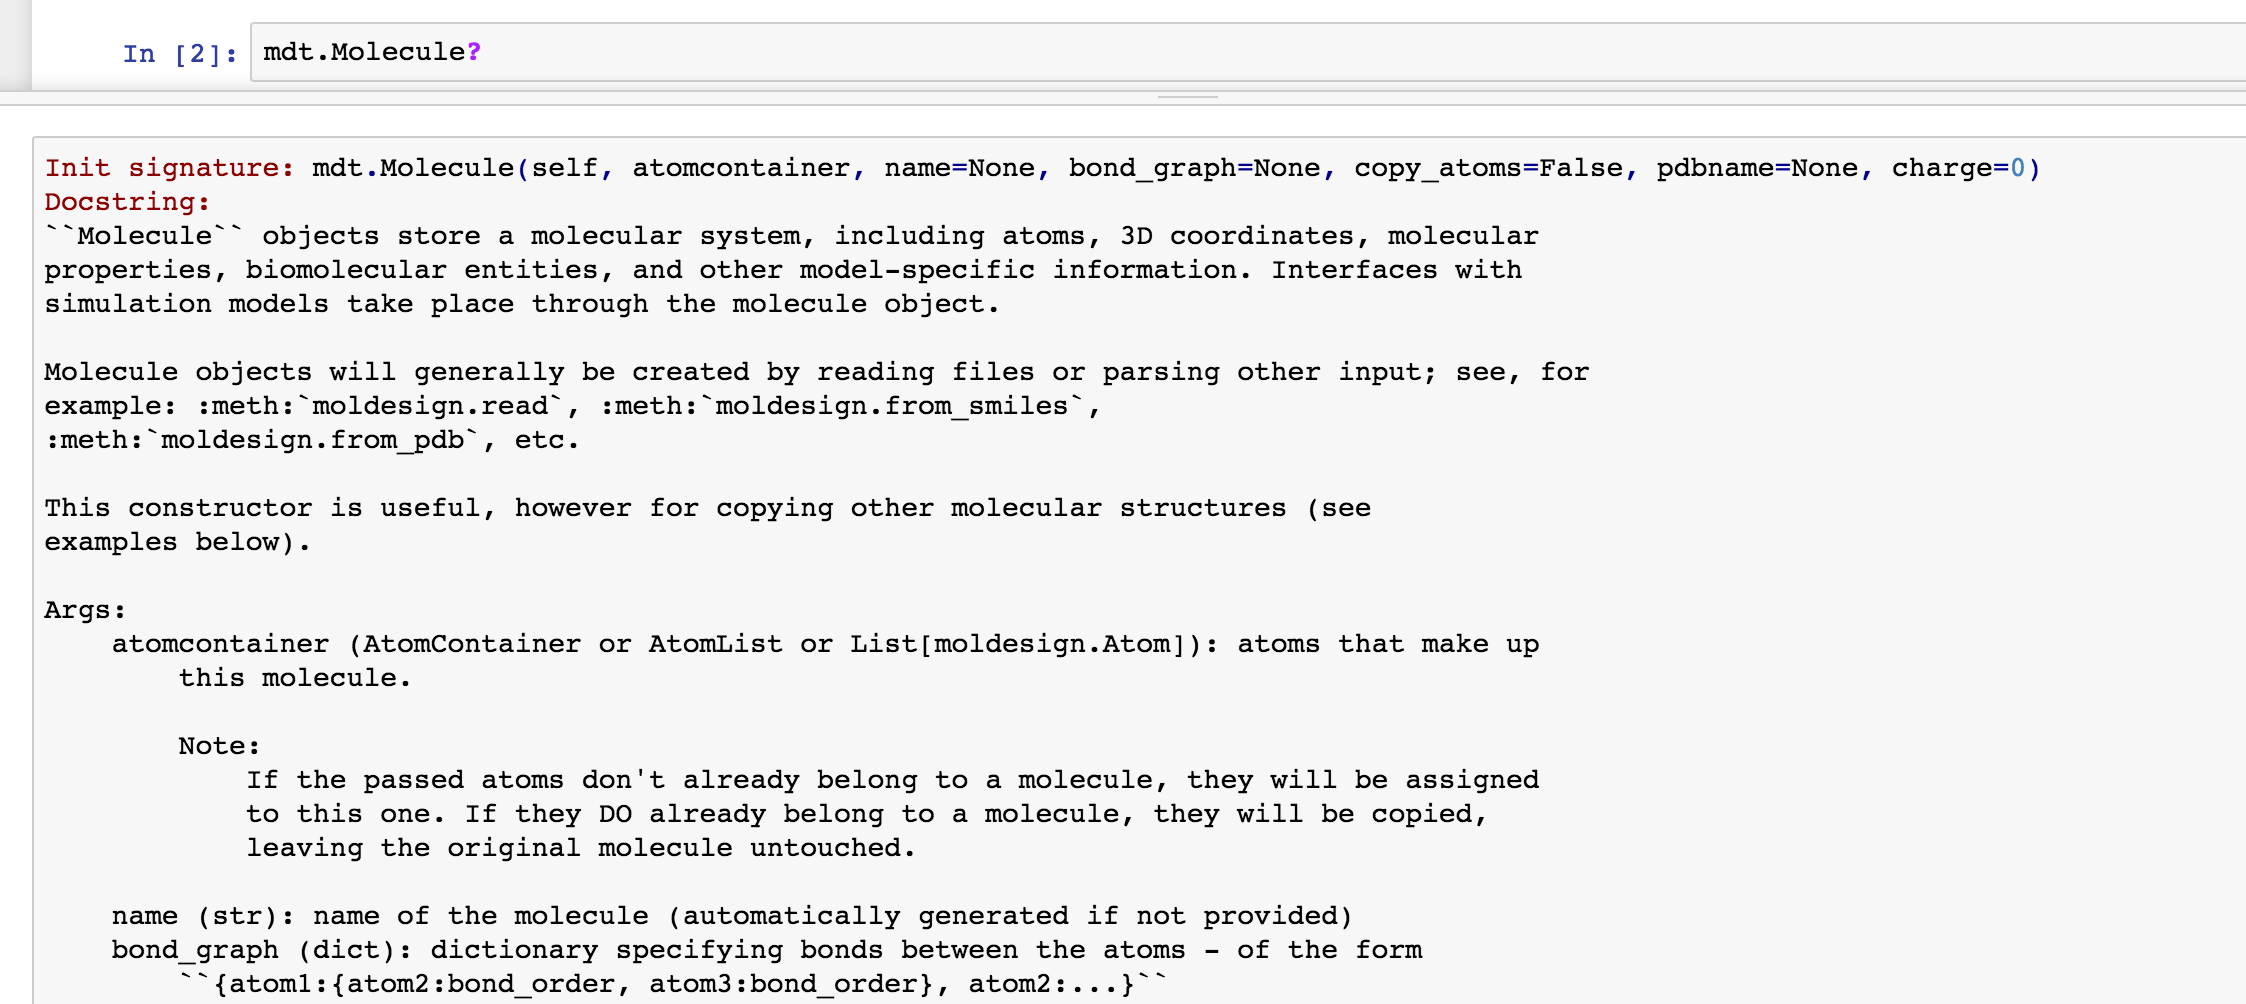 In [2]: mdt.Molecule?
Init signature: mdt.Molecule(self, atomcontainer, name=None, bond_graph=None, copy_atoms=False, pdbname=None, charge=0)
Docstring:
``Molecule`` objects store a molecular system, including atoms, 3D coordinates, molecular
properties, biomolecular entities, and other model-specific information. Interfaces with
simulation models take place through the molecule object.
Molecule objects will generally be created by reading files or parsing other input; see, for
example: :meth:`moldesign.read`, :meth:`moldesign.from_smiles`,
:meth:`moldesign.from_pdb`, etc.
This constructor is useful, however for copying other molecular structures (see
examples below).
Args:
atomcontainer (AtomContainer or AtomList or List[moldesign.Atom]): atoms that make up
this molecule.
Note:
If the passed atoms don't already belong to a molecule, they will be assigned
to this one. If they DO already belong to a molecule, they will be copied,
leaving the original molecule untouched.
name (str): name of the molecule (automatically generated if not provided)
bond_graph (dict): dictionary specifying bonds between the atoms - of the form
``{atom1:{atom2:bond_order, atom3:bond_order}, atom2:...}``